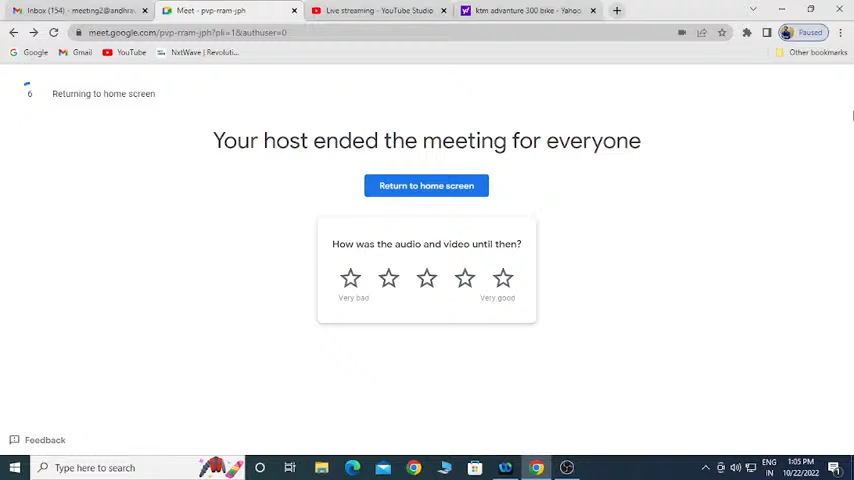 Inbox (154) - meeting2@andhra
Meet - pvp-rram-jph
Live streaming - YouTube Studio
ktm advanture 300 bike - Yahoo
meet.google.com/pvp-rram-jph?pli=1&authuser=0
Paused
Google
Gmail
YouTube
NxtWave | Revoluti...
Other bookmarks
6
Returning to home screen
Your host ended the meeting for everyone
Return to home screen
How was the audio and video until then?
Very bad
Very good
Feedback
Type here to search
ENG
IN
1:05 PM
10/22/2022
1